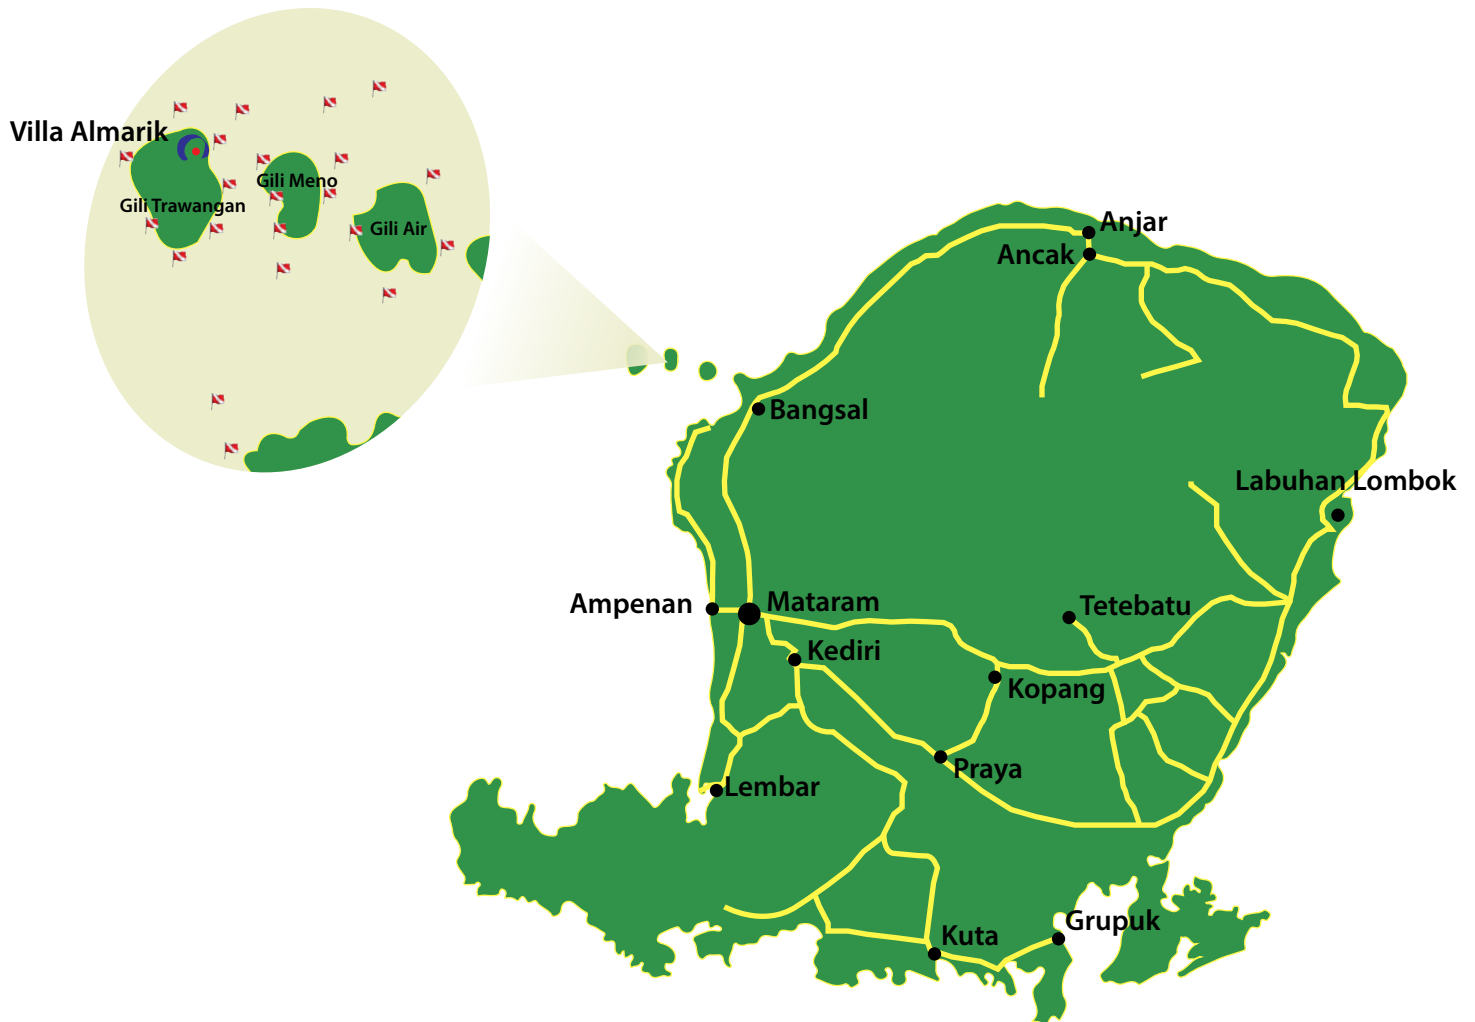 Villa Almarik
Gili Meno
Gili Trawangan
Gili Air
Anjar
Ancak
Bangsal
Labuhan Lombok
Ampenan
Mataram
Tetebatu
Kediri
Kopang
Praya
Lembar
Grupuk
Kuta